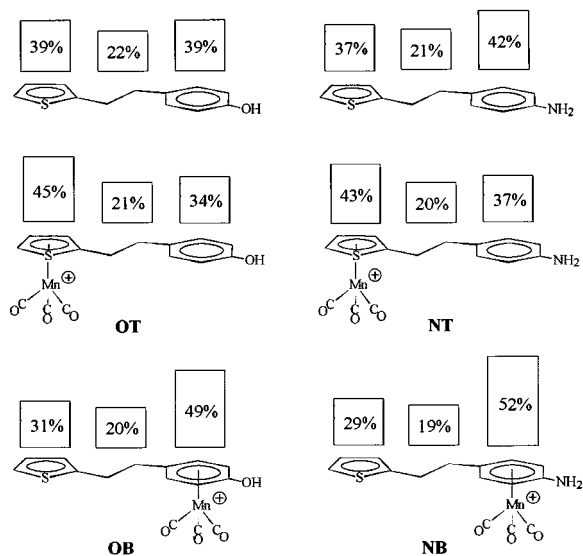 39% 22% 39% 37% 21% 42%
S OH S NH₂
45% 21% 34% 43% 20% 37%
S OH S NH₂
Mn ⊕ Mn ⊕
OC C O CO OC C O CO
OT NT
31% 20% 49% 29% 19% 52%
S OH S NH₂
Mn ⊕ Mn ⊕
OC C O CO OC C O CO
OB NB